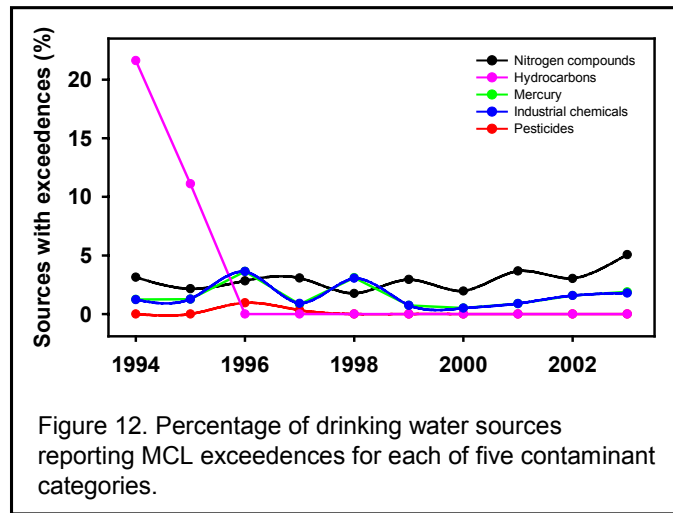 Sources with exceedences (%)
20
15
10
5
0
Nitrogen compounds
Hydrocarbons
Mercury
Industrial chemicals
Pesticides
1994 1996 1998 2000 2002
Figure 12. Percentage of drinking water sources
reporting MCL exceedences for each of five contaminant
categories.